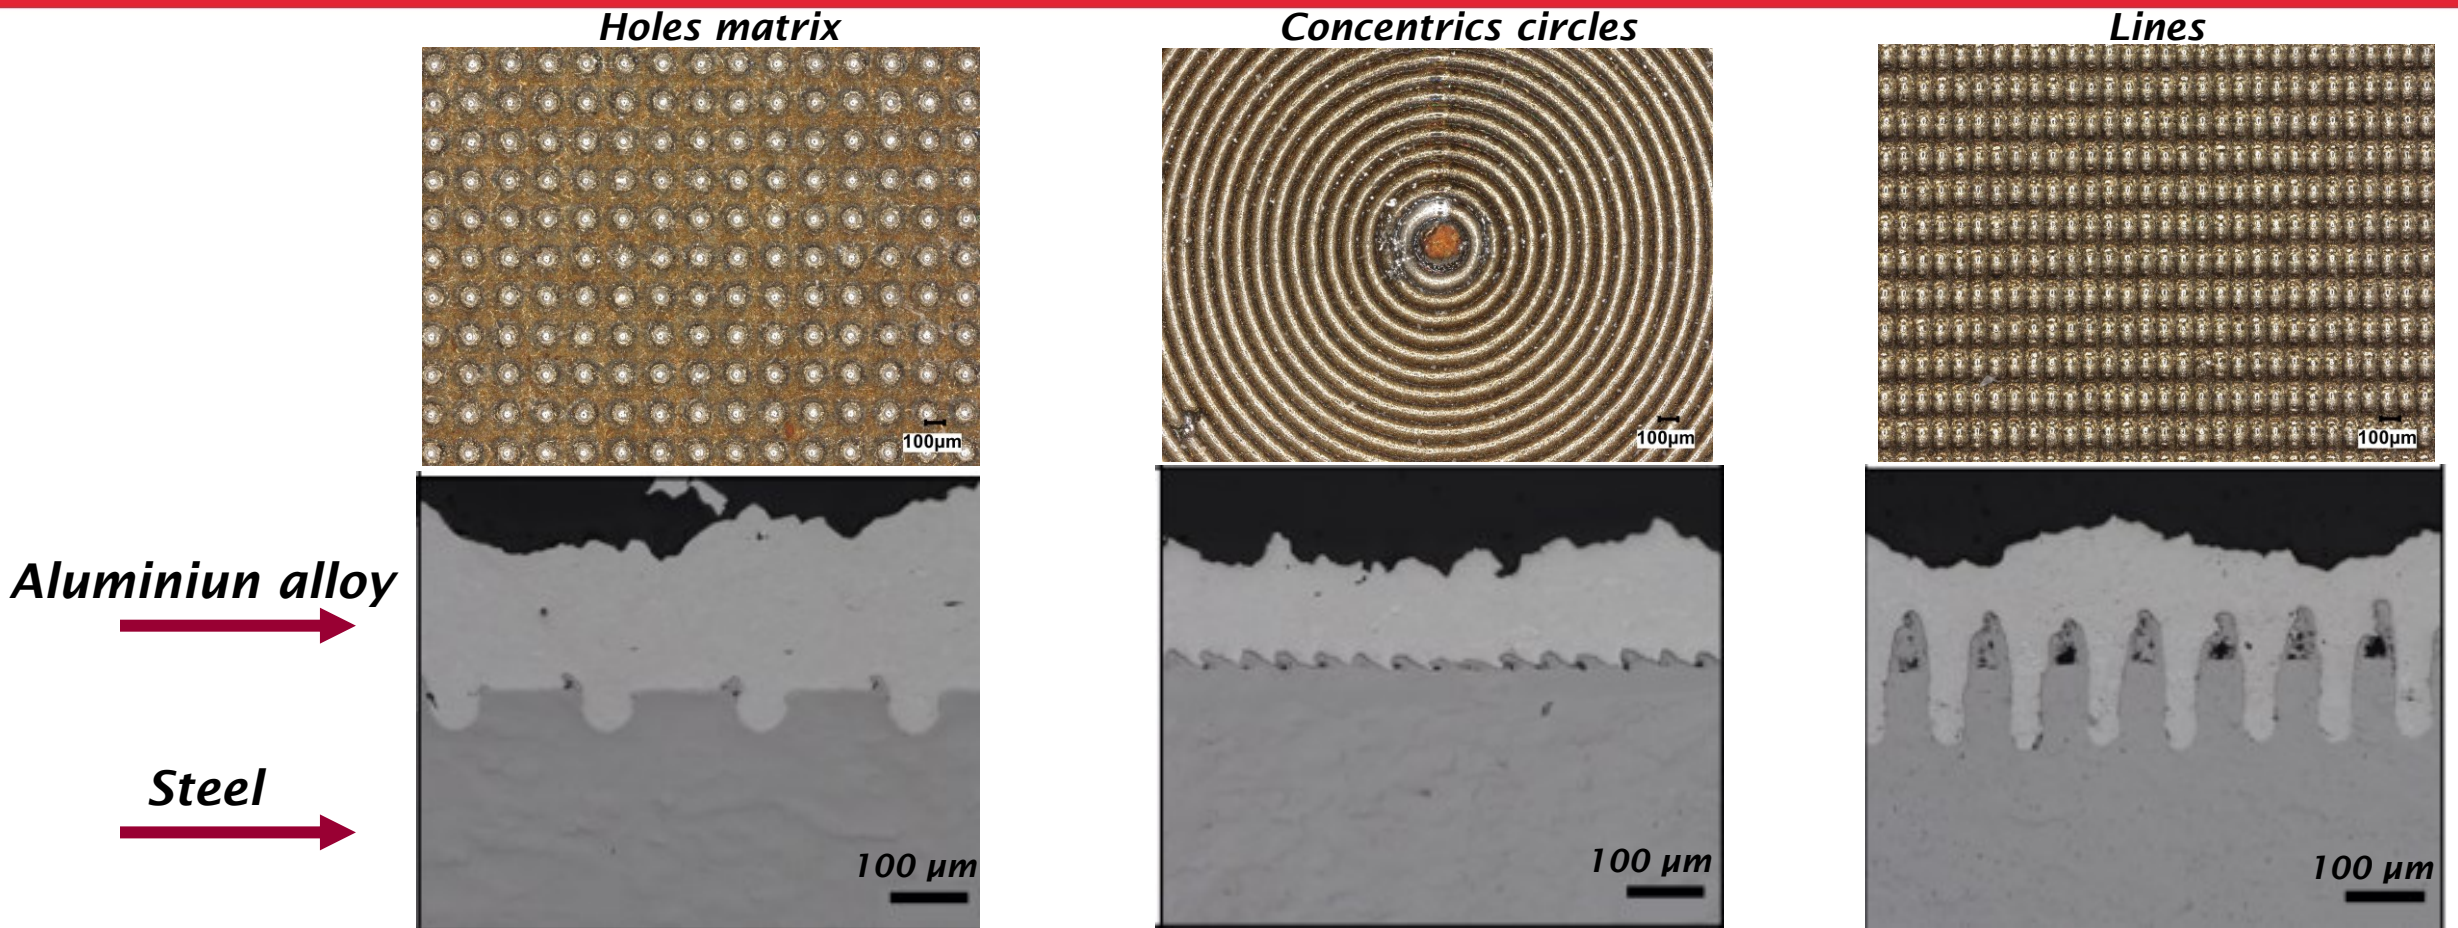 Holes matrix
Concentrics circles
Lines
100µm
100µm
100µm
Aluminiun alloy
Steel
100 µm
100 µm
100 µm